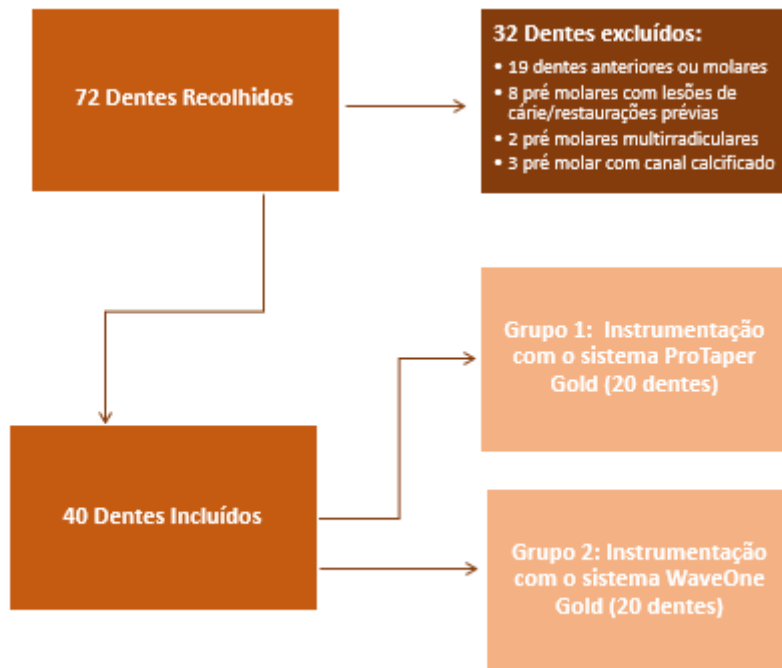 72 Dentes Recolhidos
32 Dentes excluídos:
• 19 dentes anteriores ou molares
• 8 pré molares com lesões de
cárie/restaurações prévias
• 2 pré molares multirradiculares
• 3 pré molar com canal calcificado
Grupo 1:  Instrumentação
com o sistema ProTaper
Gold (20 dentes)
40 Dentes Incluídos
Grupo 2: Instrumentação
com o sistema WaveOne
Gold (20 dentes)